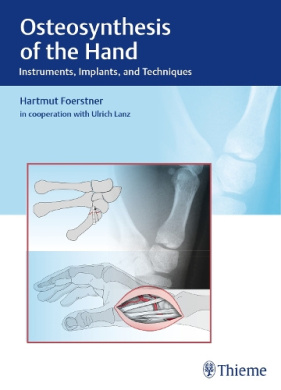 Osteosynthesis
of the Hand
Instruments, Implants, and Techniques
Hartmut Foerstner
in cooperation with Ulrich Lanz
Thieme